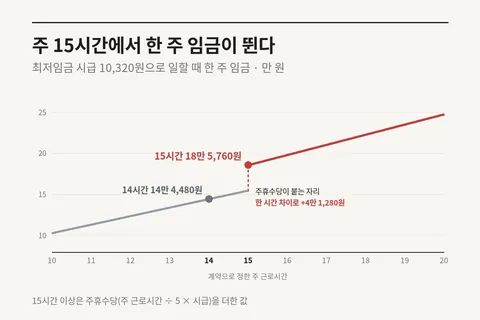 주 15시간에서 한 주 임금이 뛴다
최저임금 시급 10,320원으로 일할 때 한 주 임금 · 만 원
25
20
15
10
15시간 18만 5,760원
14시간 14만 4,480원
주휴수당이 붙는 자리
한 시간 차이로 +4만 1,280원
10 11 12 13 14 15 16 17 18 19 20
계약으로 정한 주 근로시간
15시간 이상은 주휴수당(주 근로시간 ÷ 5 × 시급)을 더한 값